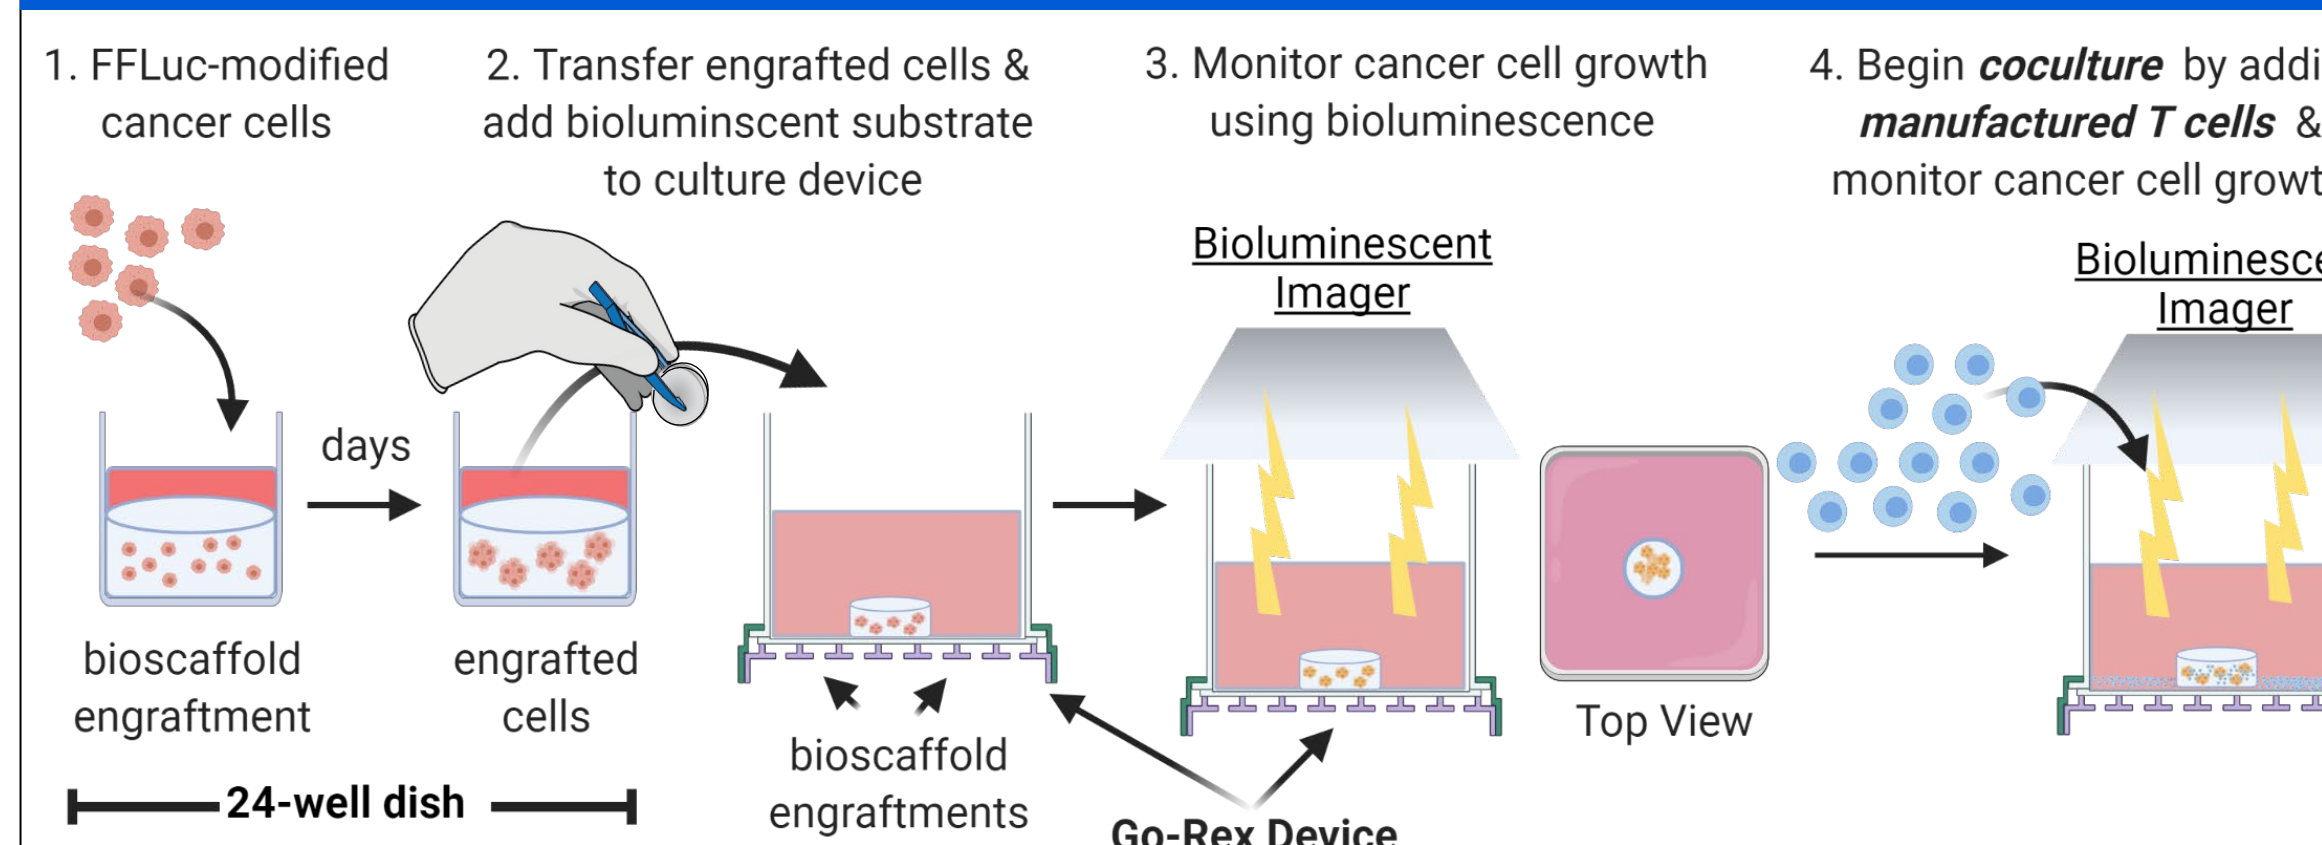 1. FFLuc-modified
cancer cells
2. Transfer engrafted cells &
add bioluminscent substrate
to culture device
3. Monitor cancer cell growth
using bioluminescence
4. Begin coculture by addi
manufactured T cells &
monitor cancer cell growt
Bioluminescent
Imager
Bioluminesce
Imager
days
bioscaffold
engraftment
engrafted
cells
24-well dish
bioscaffold
engraftments
Top View
Go-Rex Device